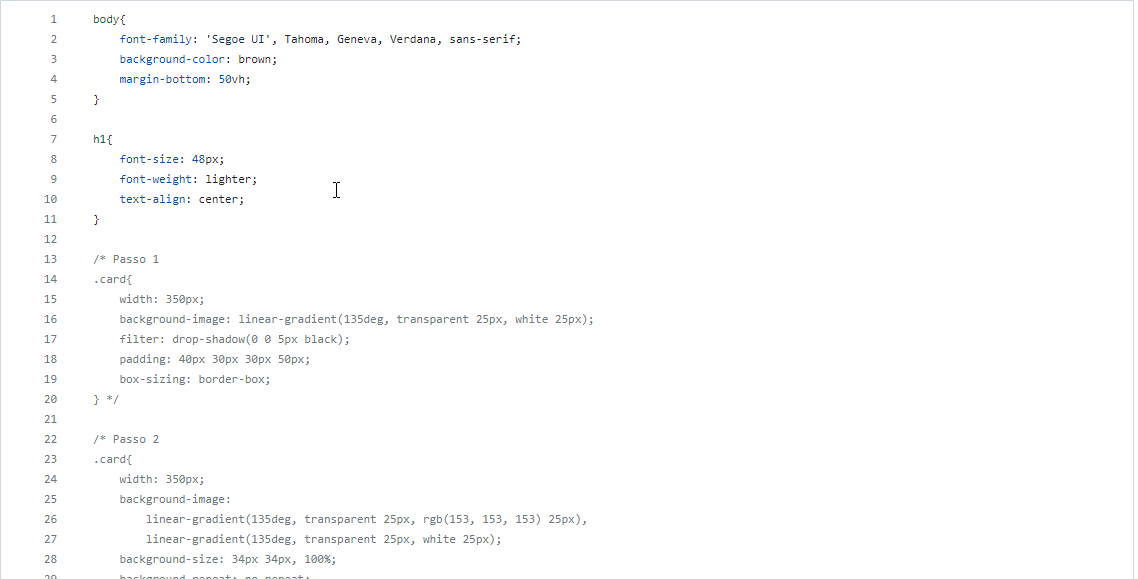 1 body{
2 font-family: 'Segoe UI', Tahoma, Geneva, Verdana, sans-serif;
3 background-color: brown;
4 margin-bottom: 50vh;
5 }
6
7 h1{
8 font-size: 48px;
9 font-weight: lighter;
10 text-align: center;
11 }
12
13 /* Passo 1
14 .card{
15 width: 350px;
16 background-image: linear-gradient(135deg, transparent 25px, white 25px);
17 filter: drop-shadow(0 0 5px black);
18 padding: 40px 30px 30px 50px;
19 box-sizing: border-box;
20 } */
21
22 /* Passo 2
23 .card{
24 width: 350px;
25 background-image:
26 linear-gradient(135deg, transparent 25px, rgb(153, 153, 153) 25px),
27 linear-gradient(135deg, transparent 25px, white 25px);
28 background-size: 34px 34px, 100%;
29 background-repeat: no-repeat;